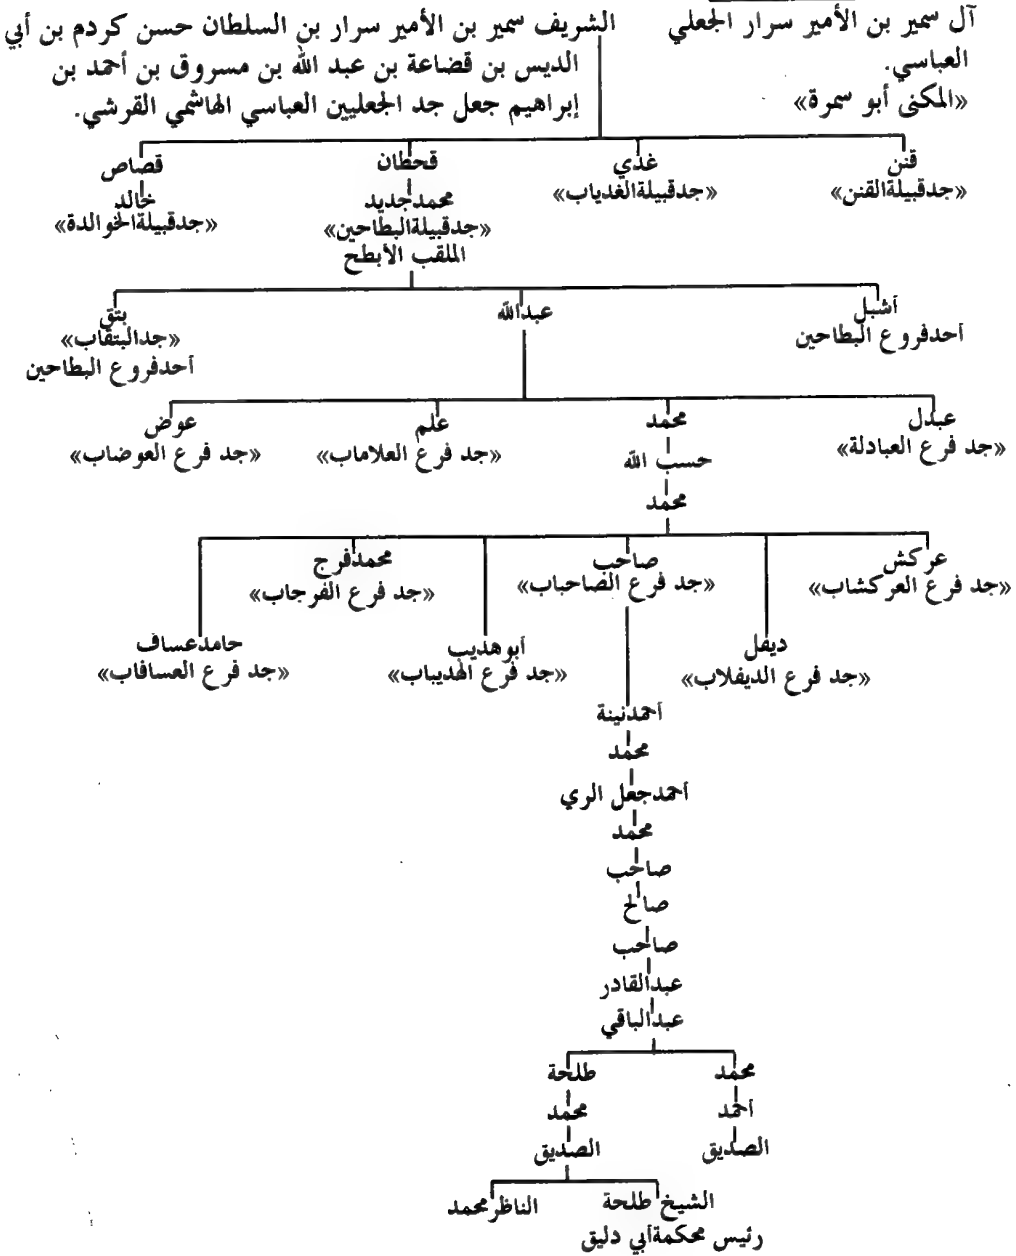 آل سمير بن الأمير سرار الجعلي
العباسي.
«المكنى أبو سمرة»
الشريف سمير بن الأمير سرار بن السلطان حسن كردم بن أبي
الديس بن قضاعة بن عبد الله بن مسروق بن أحمد بن
إبراهيم جعل جد الجعليين العباسي الهاشمي القرشي.
قنن
«جدقبيلةالقنن»
غذي
«جدقبيلةالغدياب»
قحطان
محمدجديد
«جدقبيلةالبطاحين»
الملقب الأبطح
قصاص
خالد
«جدقبيلةالخوالدة»
أشبل
أحدفروع البطاحين
عبدالله
بتق
«جدالبتقاب»
أحدفروع البطاحين
عبدل
«جد فرع العبادلة»
محمد
حسب الله
محمد
علم
«جد فرع العلاماب»
عوض
«جد فرع العوضاب»
عركش
«جد فرع العركشاب»
صاحب
«جد فرع الصاحباب»
محمدفرج
«جد فرع الفرجاب»
ديفل
«جد فرع الديفلاب»
أبوهذيب
«جد فرع الهديباب»
حامدعساف
«جد فرع العسافاب»
أحمدنينة
محمد
أحمدجعل الري
محمد
صاحب
صالح
صاحب
عبدالقادر
عبدالباقي
محمد
أحمد
الصديق
طلحة
محمد
الصديق
الشيخ طلحة
رئيس محكمةأبي دليق
الناظرمحمد